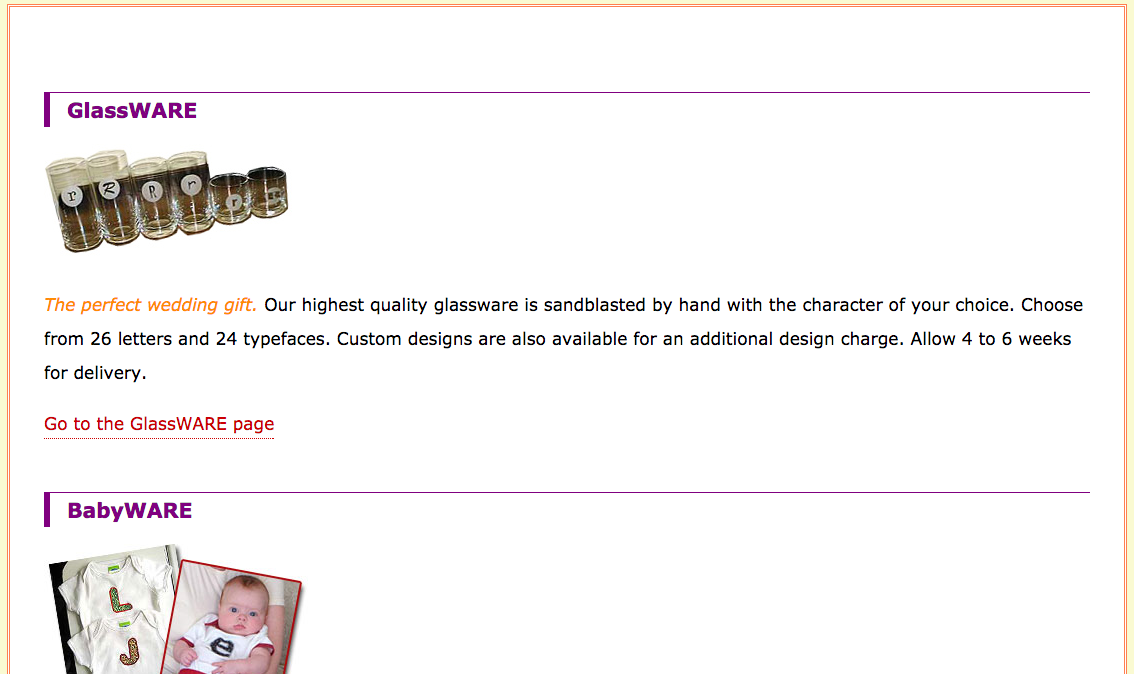 GlassWARE
r R R r r
The perfect wedding gift. Our highest quality glassware is sandblasted by hand with the character of your choice. Choose
from 26 letters and 24 typefaces. Custom designs are also available for an additional design charge. Allow 4 to 6 weeks
for delivery.
Go to the GlassWARE page
BabyWARE
L
e
J